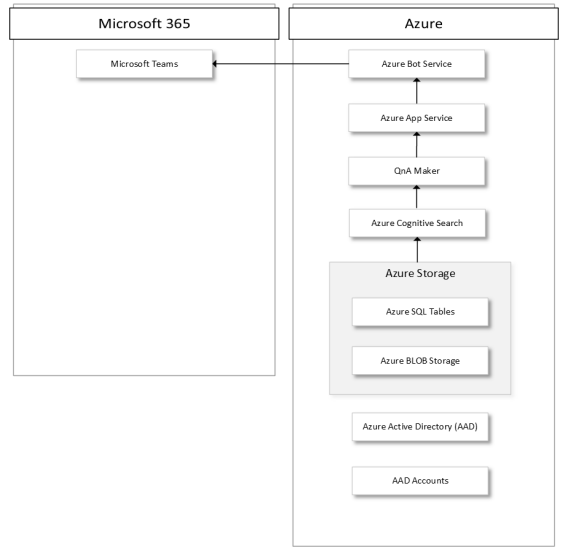 Microsoft 365
Azure
Microsoft Teams
Azure Bot Service
Azure App Service
QnA Maker
Azure Cognitive Search
Azure Storage
Azure SQL Tables
Azure BLOB Storage
Azure Active Directory (AAD)
AAD Accounts